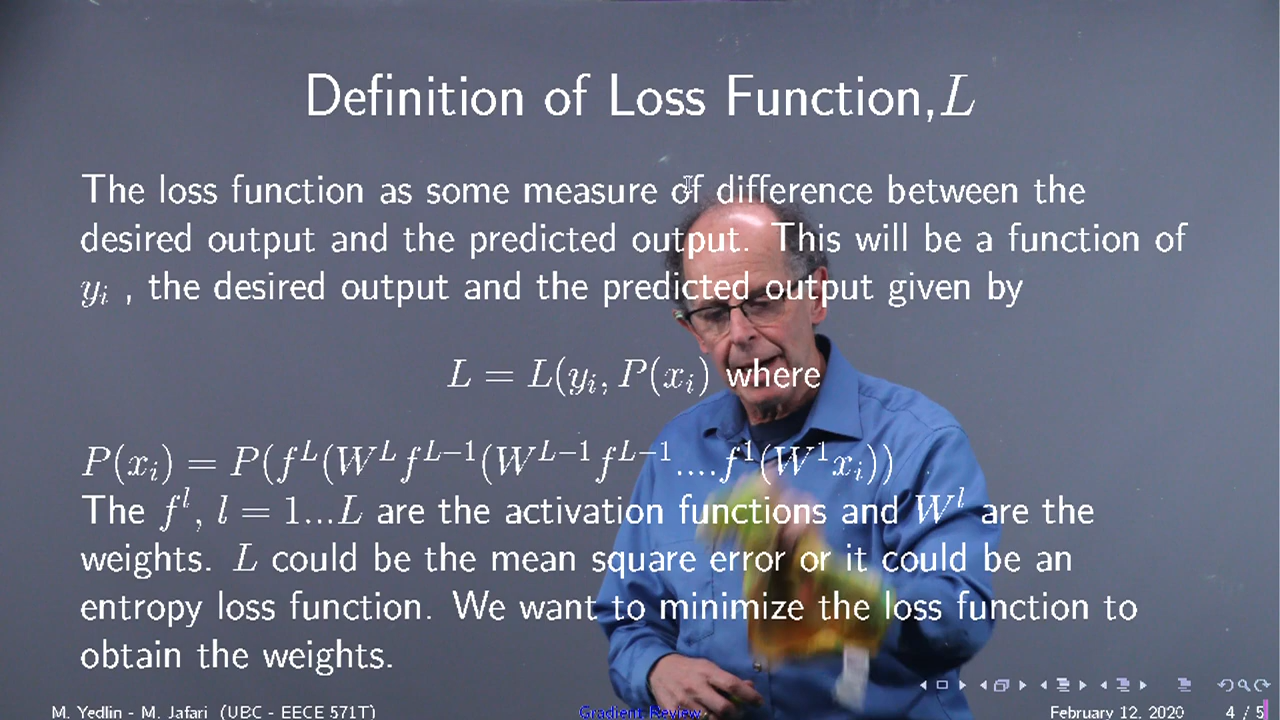 Definition of Loss Function,L
The loss function as some measure of difference between the
desired output and the predicted output. This will be a function of
yᵢ , the desired output and the predicted output given by
L = L(yᵢ, P(xᵢ) where
P(xᵢ) = P(f^L(W^L f^{L−1}(W^{L−1} f^{L−1}....f^1(W^1 xᵢ))
The f^l, l = 1...L are the activation functions and W^l are the
weights. L could be the mean square error or it could be an
entropy loss function. We want to minimize the loss function to
obtain the weights.
M. Yedlin - M. Jafari (UBC - EECE 571T) Gradient Review February 12, 2020 4 / 5